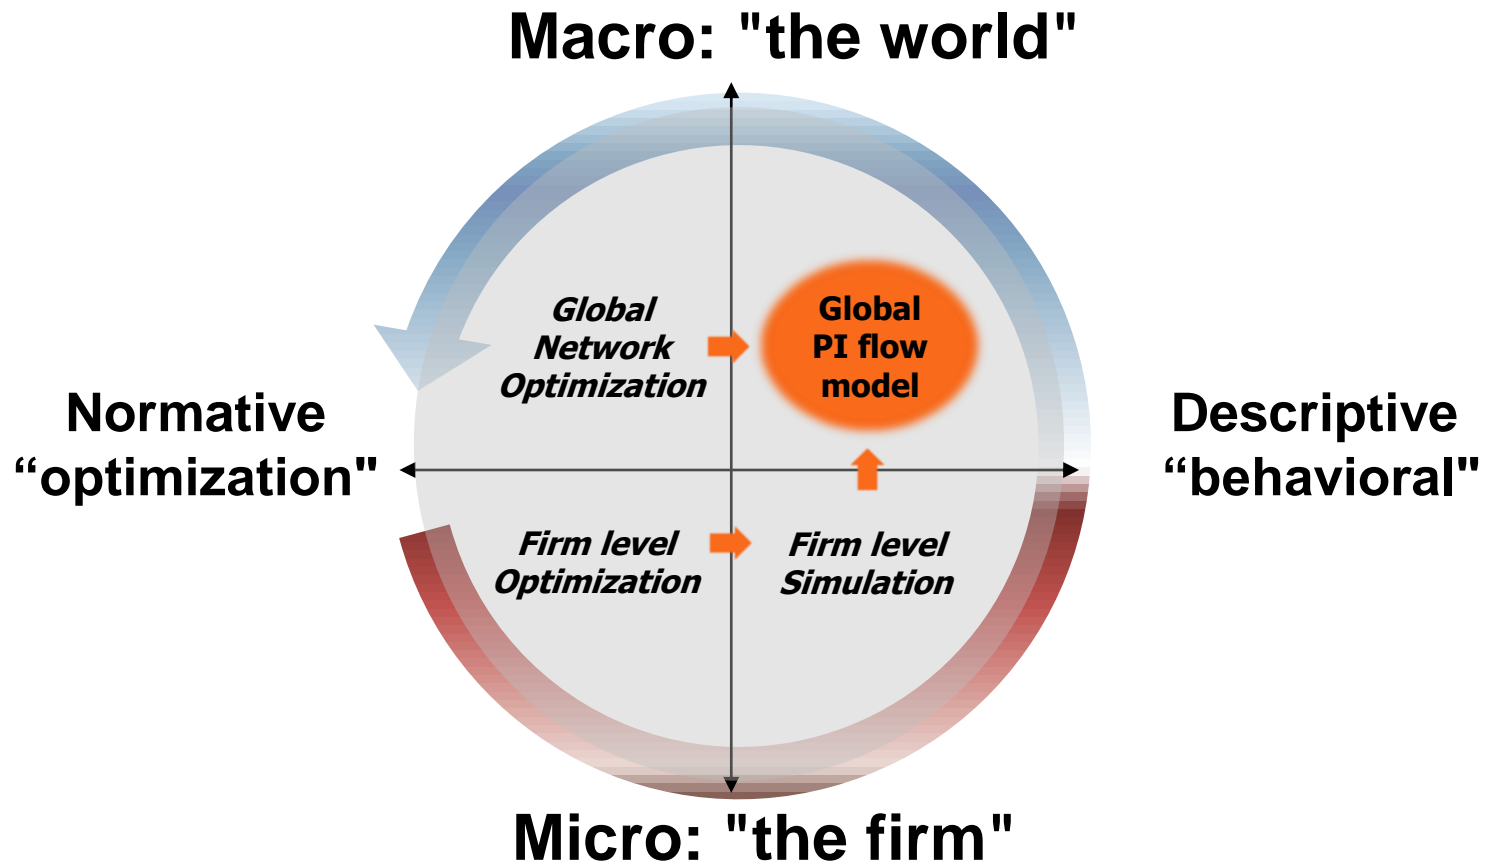 Macro: "the world"
Global
Network
Optimization
Global
PI flow
model
Normative
“optimization"
Descriptive
“behavioral"
Firm level
Optimization
Firm level
Simulation
Micro: "the firm"